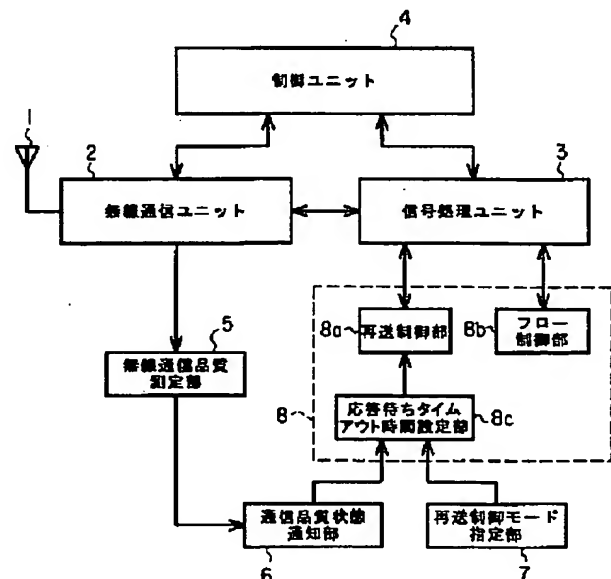 4
制御ユニット
1
2
3
無線通信ユニット
信号処理ユニット
5
無線通信品質
測定部
8a
再送制御部
8b
フロー
制御部
8
応答待ちタイム
アウト時間設定部
8c
通信品質状態
通知部
再送制御モード
指定部
6
7